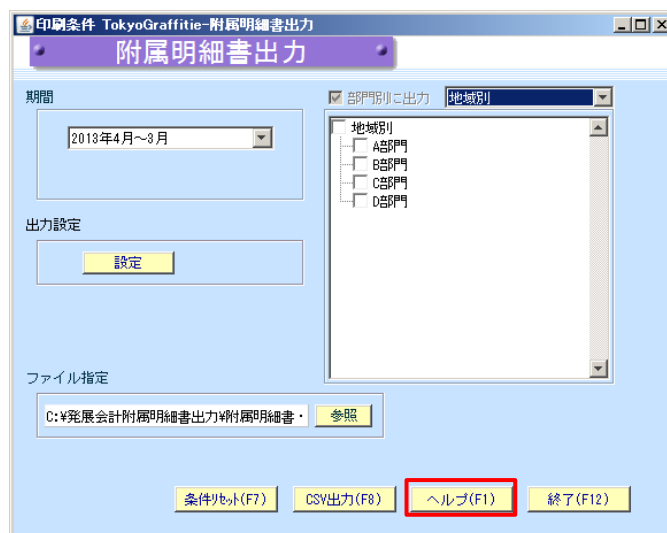 印刷条件 TokyoGraffitie-附属明細書出力
附属明細書出力
期間
2013年4月～3月
部門別に出力 地域別
地域別
A部門
B部門
C部門
D部門
出力設定
設定
ファイル指定
C:¥発展会計附属明細書出力¥附属明細書・ 参照
条件ﾘｾｯﾄ(F7) CSV出力(F8) ヘルプ(F1) 終了(F12)